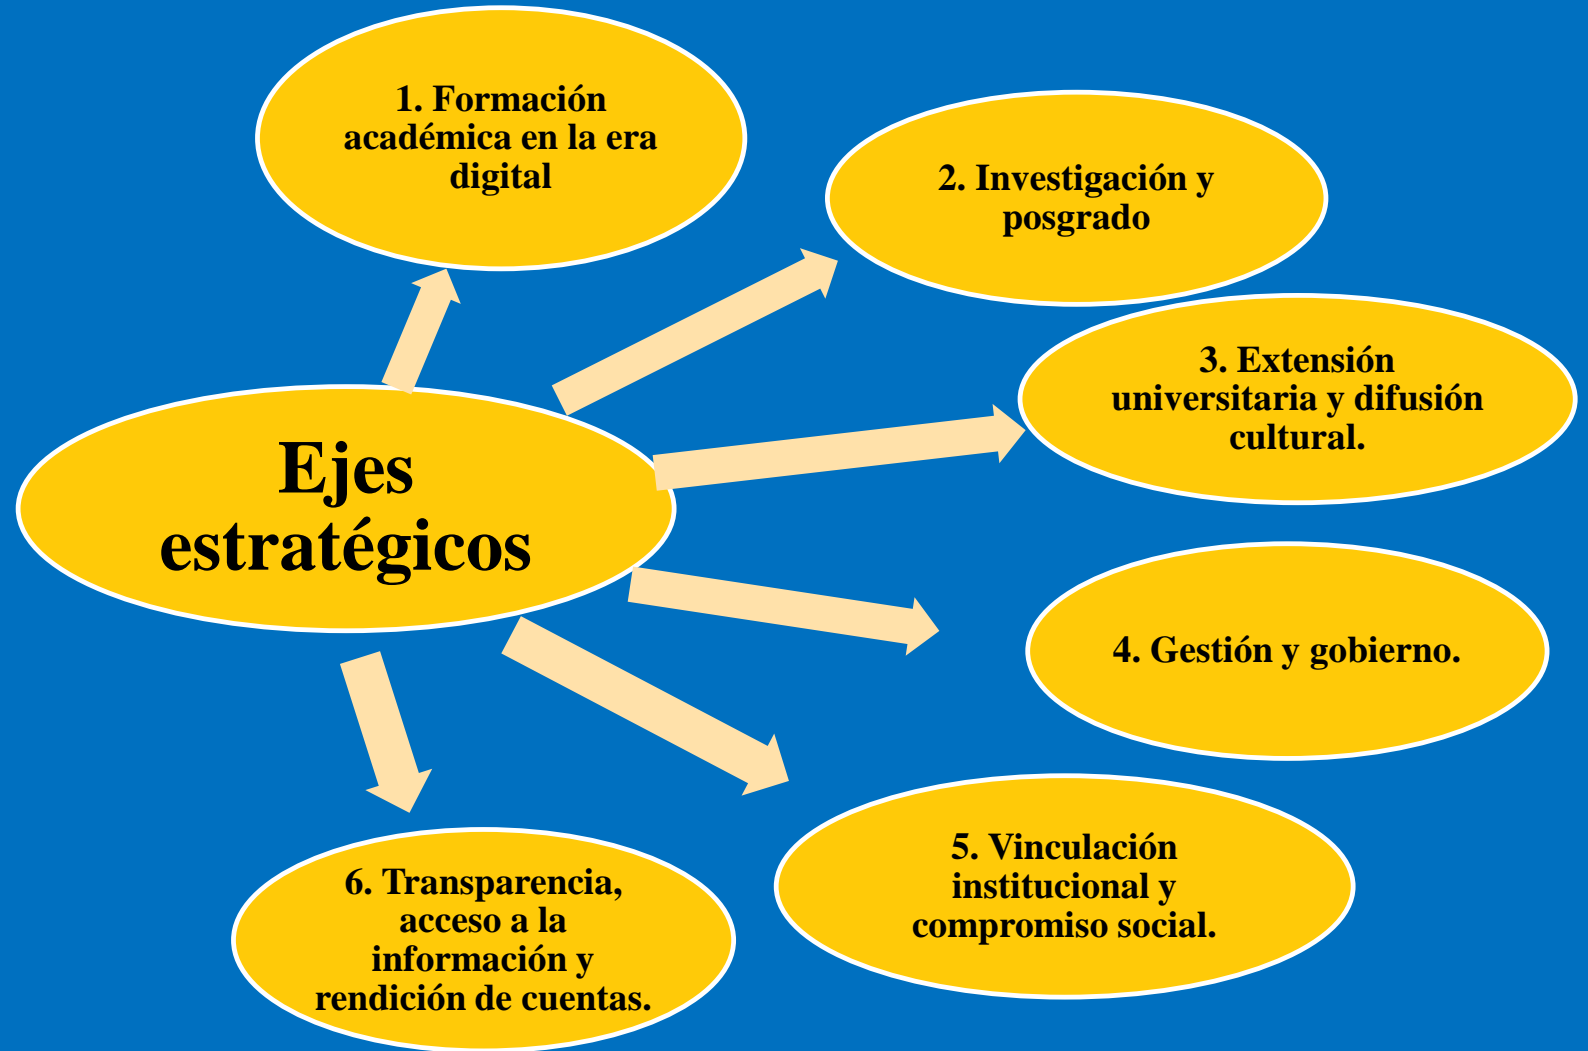 1. Formación
académica en la era
digital
2. Investigación y
posgrado
3. Extensión
universitaria y difusión
cultural.
Ejes
estratégicos
4. Gestión y gobierno.
5. Vinculación
institucional y
compromiso social.
6. Transparencia,
acceso a la
información y
rendición de cuentas.